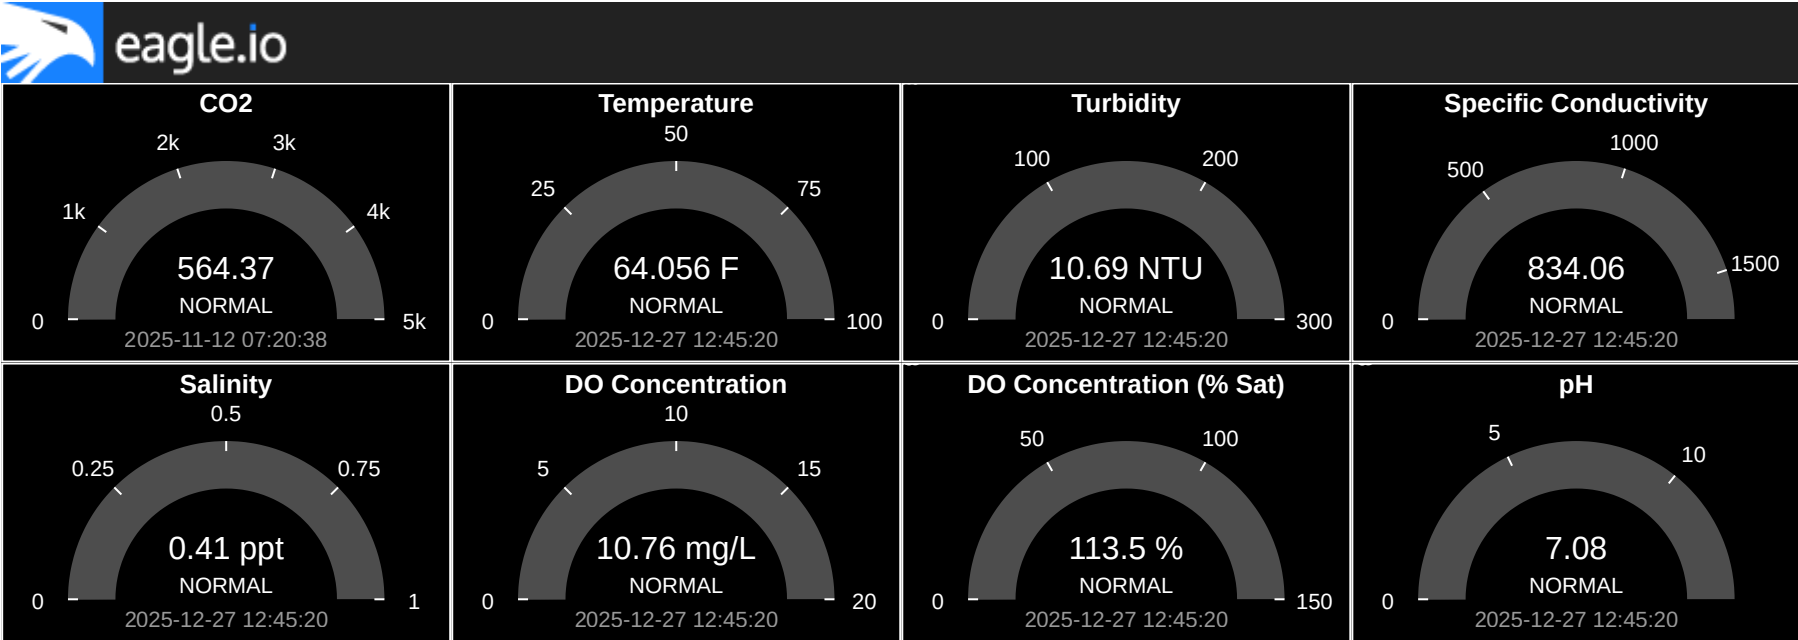 eagle.io
CO2
2k
3k
1k
4k
564.37
NORMAL
0
5k
2025-11-12 07:20:38
Temperature
50
25
75
64.056 F
NORMAL
0
100
2025-12-27 12:45:20
Turbidity
100
200
10.69 NTU
NORMAL
0
300
2025-12-27 12:45:20
Specific Conductivity
1000
500
1500
834.06
NORMAL
0
2025-12-27 12:45:20
Salinity
0.5
0.25
0.75
0.41 ppt
NORMAL
0
1
2025-12-27 12:45:20
DO Concentration
10
5
15
10.76 mg/L
NORMAL
0
20
2025-12-27 12:45:20
DO Concentration (% Sat)
50
100
113.5 %
NORMAL
0
150
2025-12-27 12:45:20
pH
5
10
7.08
NORMAL
0
2025-12-27 12:45:20